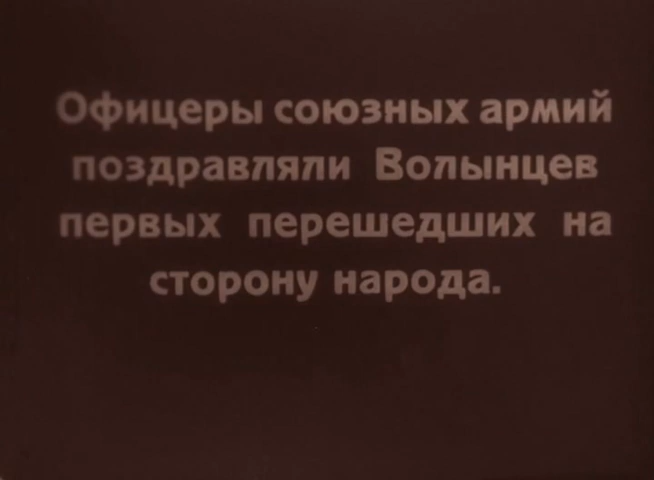 Офицеры союзных армий
поздравляли Волынцев
первых перешедших на
сторону народа.